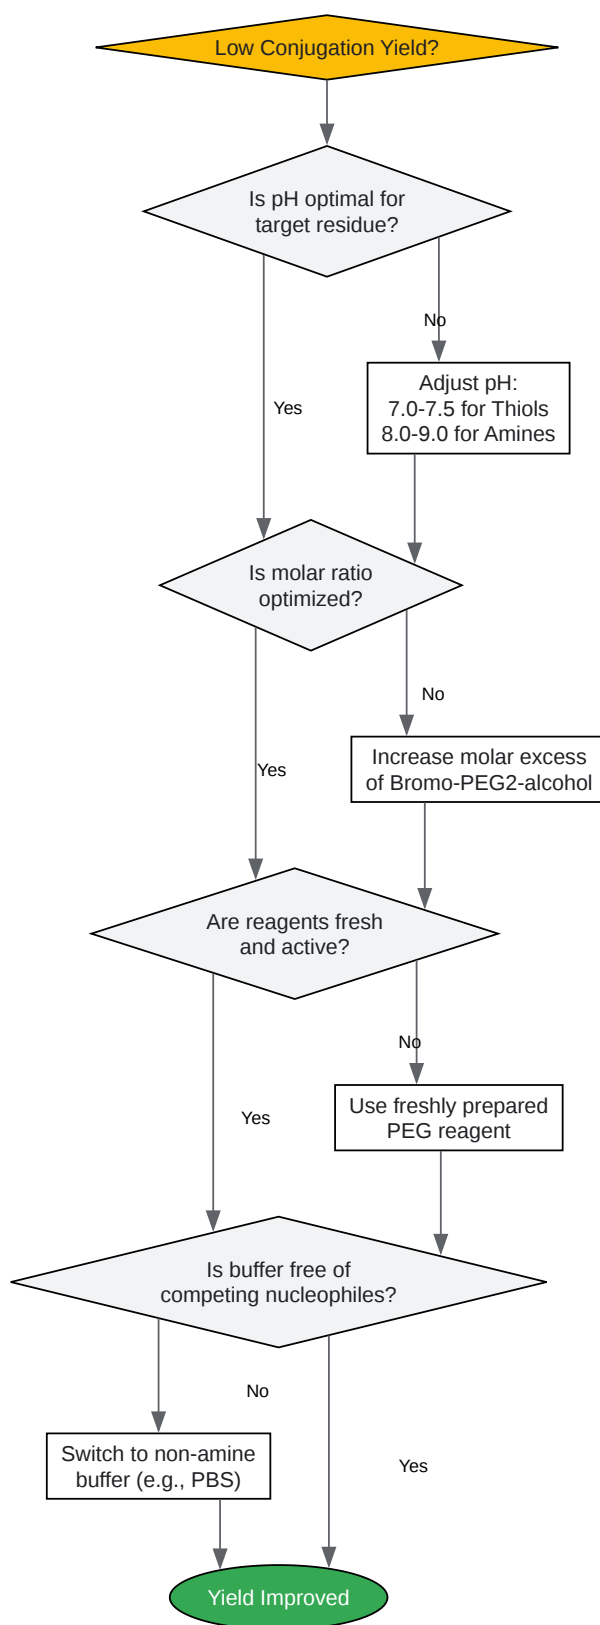 Low Conjugation Yield?
Is pH optimal for
target residue?
No
Adjust pH:
7.0-7.5 for Thiols
8.0-9.0 for Amines
Yes
Is molar ratio
optimized?
No
Increase molar excess
of Bromo-PEG2-alcohol
Yes
Are reagents fresh
and active?
No
Use freshly prepared
PEG reagent
Yes
Is buffer free of
competing nucleophiles?
No
Switch to non-amine
buffer (e.g., PBS)
Yes
Yield Improved